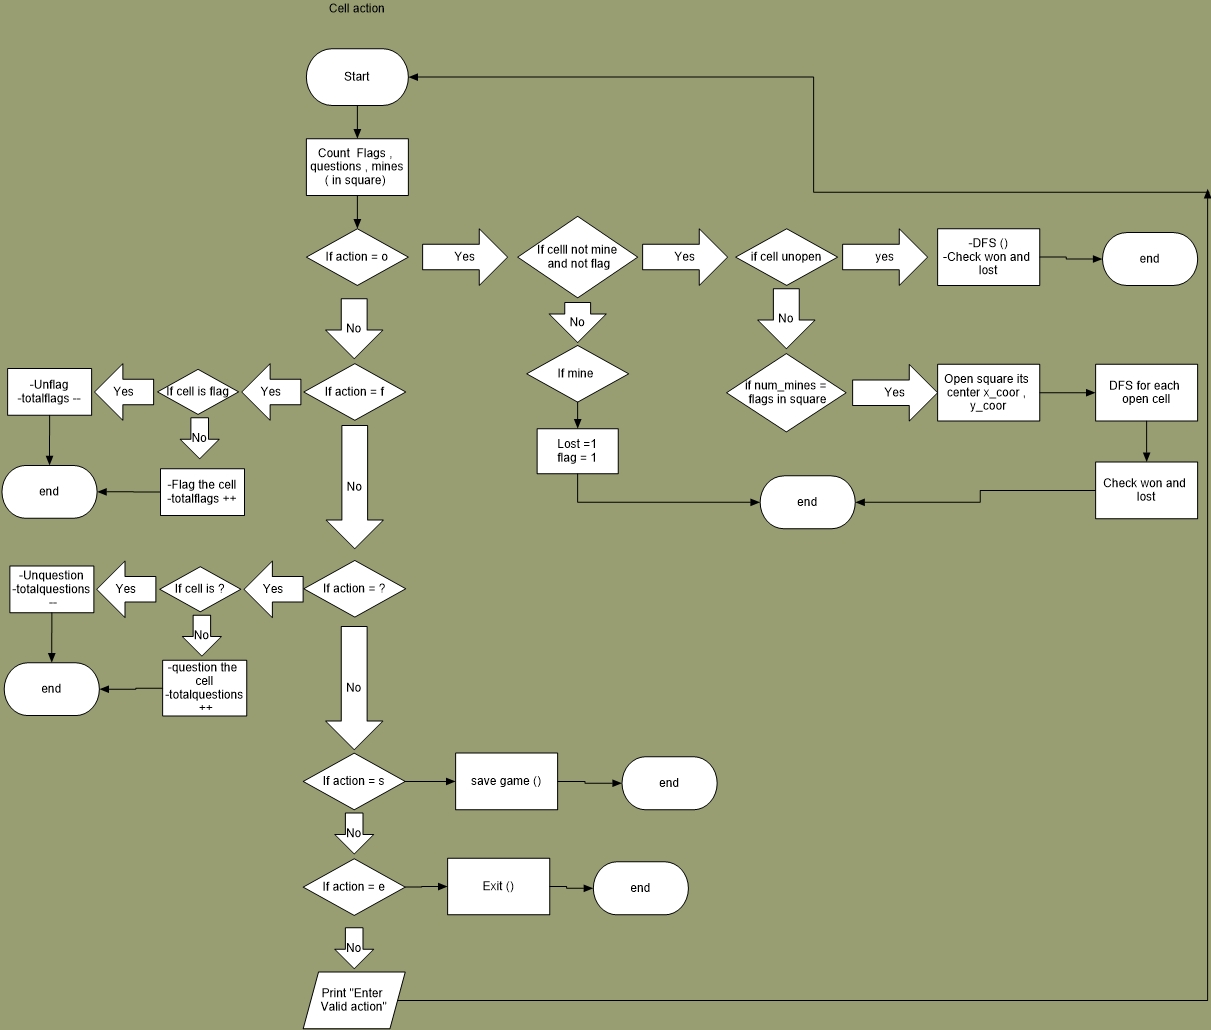 Cell action
Start
Count Flags ,
questions , mines
( in square)
If action = o
Yes
If celll not mine
and not flag
Yes
if cell unopen
yes
-DFS ()
-Check won and
lost
end
No
No
No
If mine
-Unflag
-totalflags --
Yes
If cell is flag
Yes
If action = f
if num_mines =
flags in square
Yes
Open square its
center x_coor ,
y_coor
DFS for each
open cell
No
Lost =1
flag = 1
end
-Flag the cell
-totalflags ++
No
end
Check won and
lost
-Unquestion
-totalquestions
--
Yes
If cell is ?
Yes
If action = ?
No
end
-question the
cell
-totalquestions
++
No
If action = s
save game ()
end
No
If action = e
Exit ()
end
No
Print "Enter
Valid action"